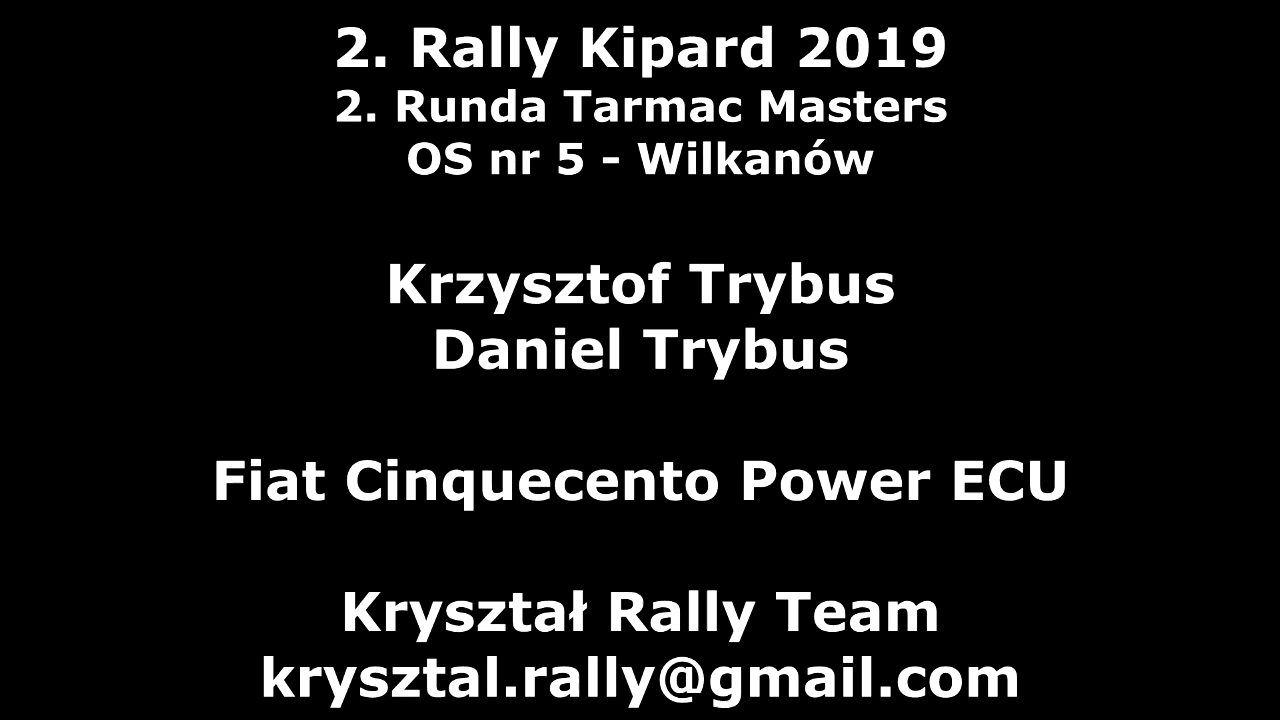 2. Rally Kipard 2019
2. Runda Tarmac Masters
OS nr 5 - Wilkanów
Krzysztof Trybus
Daniel Trybus
Fiat Cinquecento Power ECU
Kryształ Rally Team
krysztal.rally@gmail.com